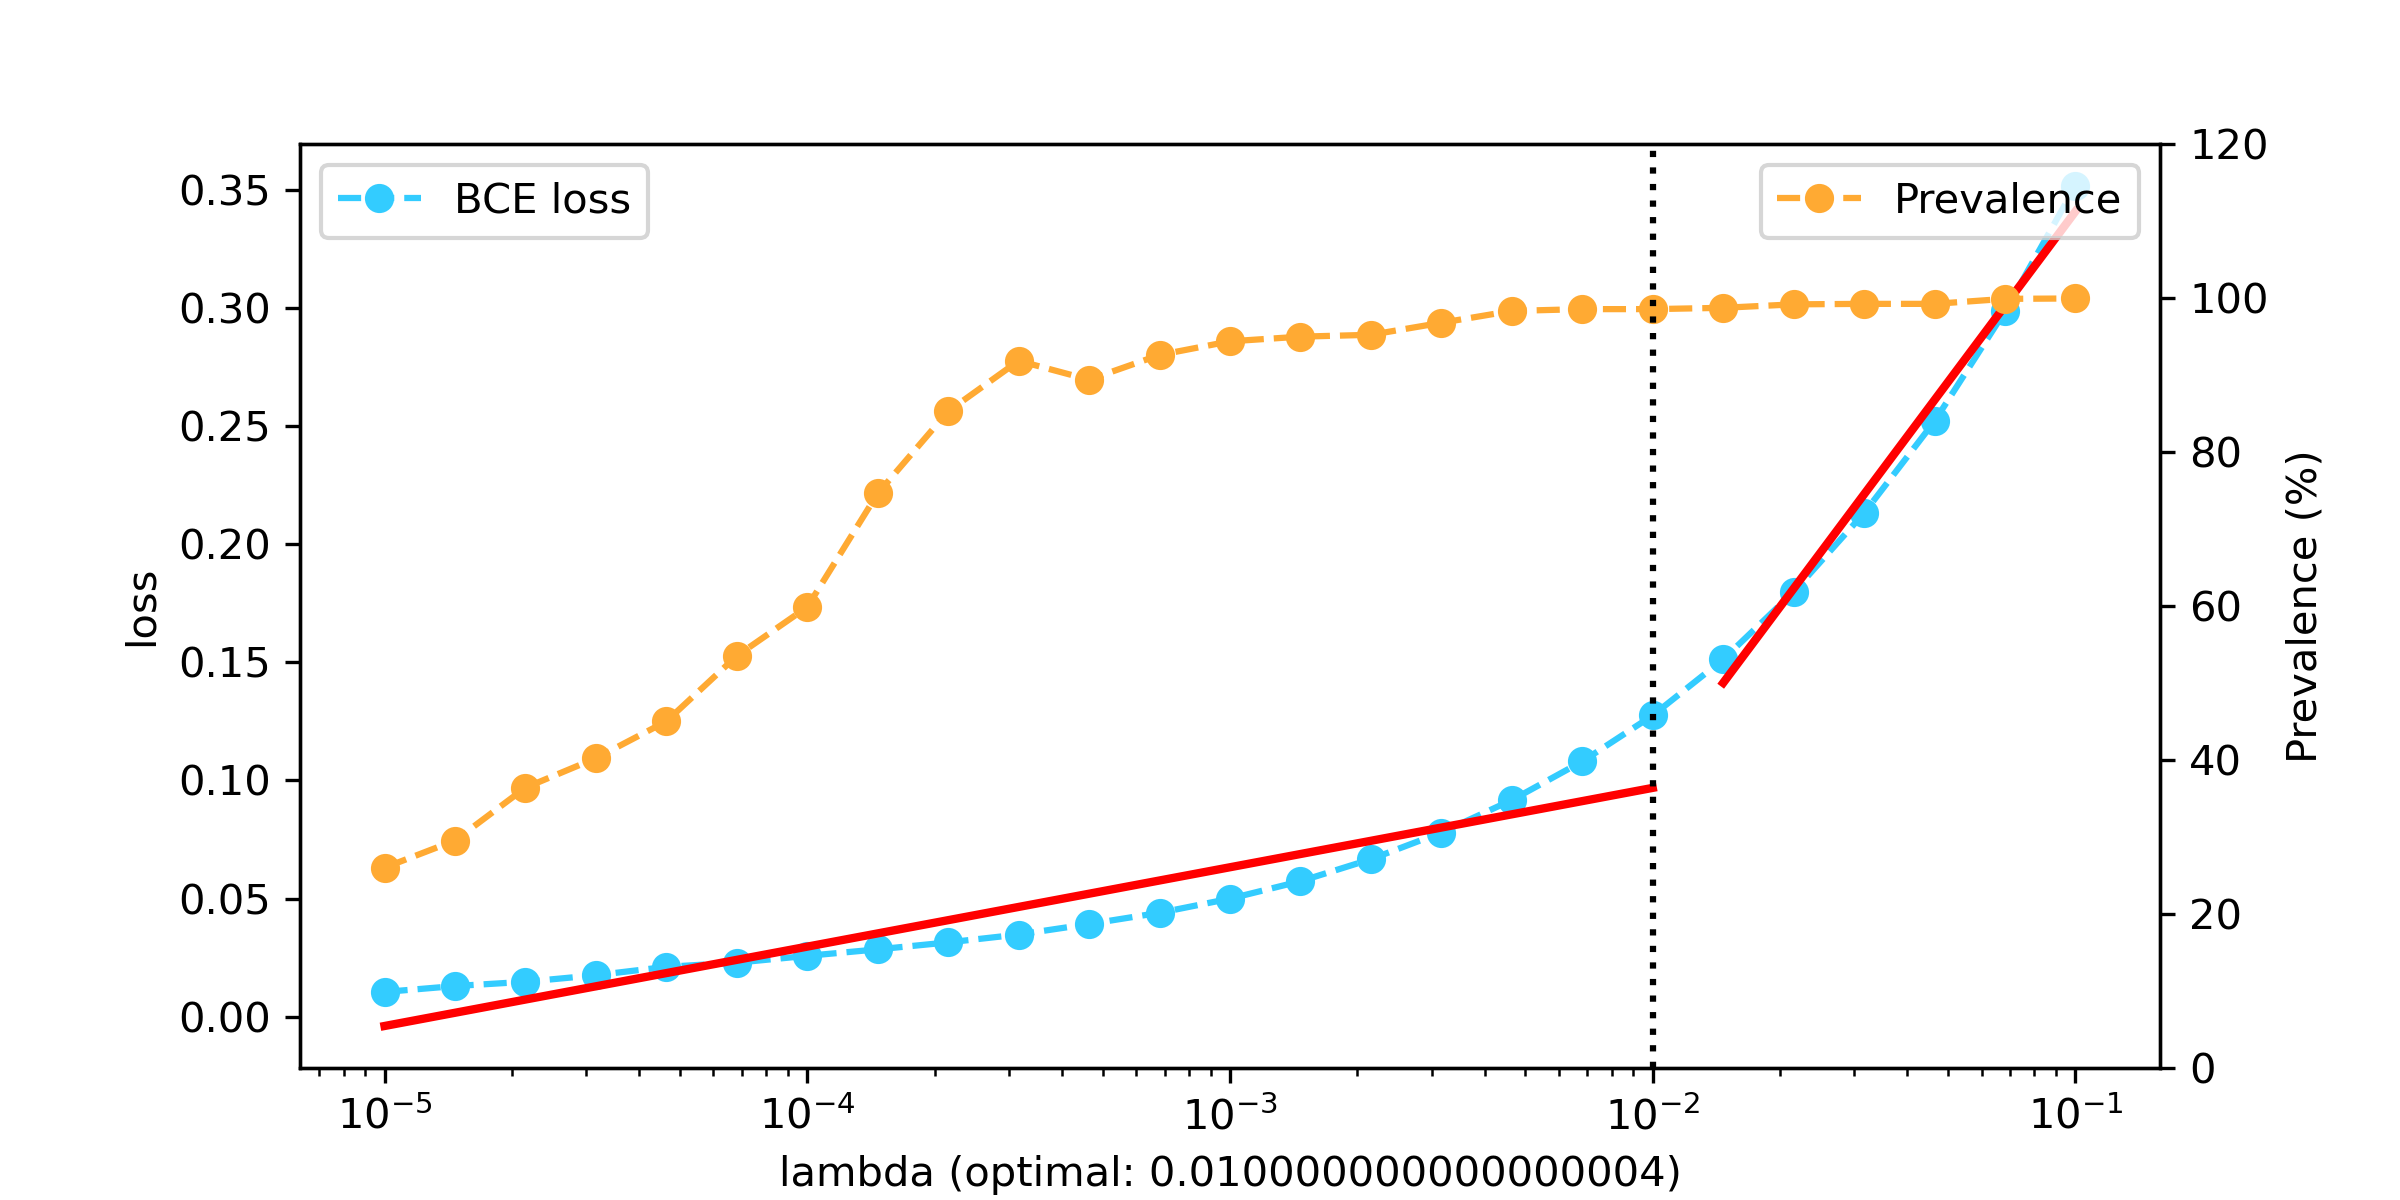 BCE loss
Prevalence
0.35
0.30
0.25
0.20
0.15
0.10
0.05
0.00
loss
120
100
80
60
40
20
0
Prevalence (%)
10⁻⁵ 10⁻⁴ 10⁻³ 10⁻² 10⁻¹
lambda (optimal: 0.010000000000000004)